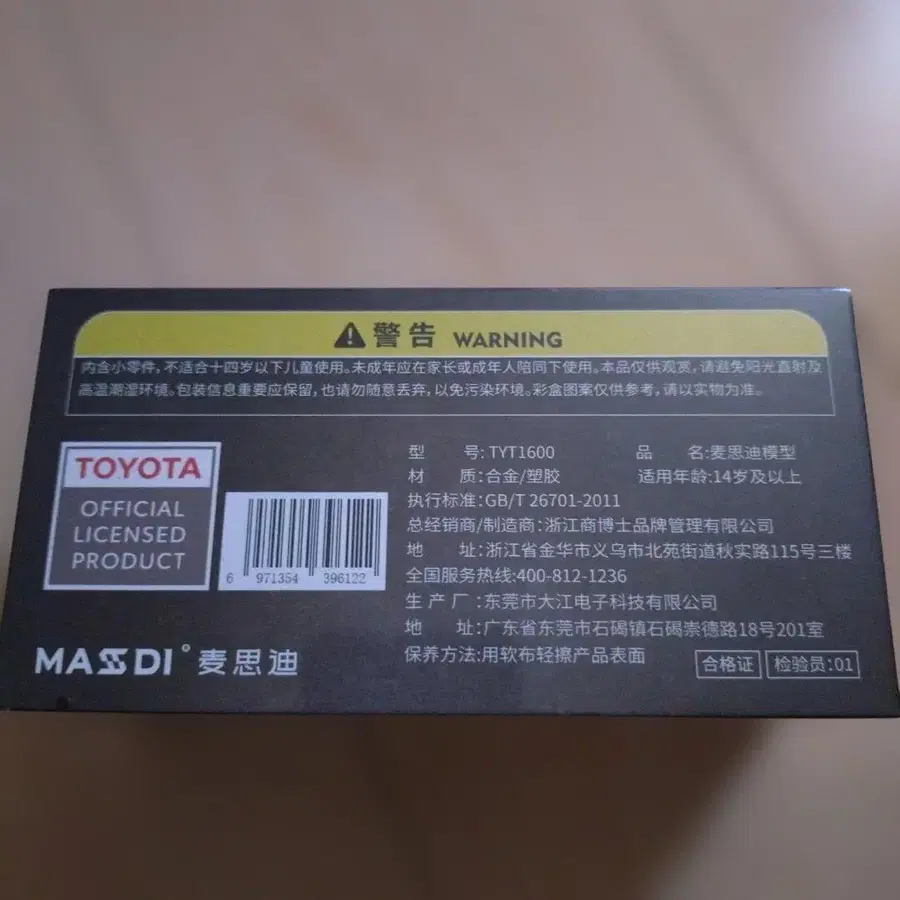 警告 WARNING
内含小零件,不适合十四岁以下儿童使用。未成年应在家长或成年人陪同下使用。本品仅供观赏,请避免阳光直射及
高温潮湿环境。包装信息重要应保留,也请勿随意丢弃,以免污染环境。彩盒图案仅供参考,请以实物为准。
TOYOTA
OFFICIAL
LICENSED
PRODUCT
6 971354 396122
MASSDI 麦思迪
型 号:TYT1600 品 名:麦思迪模型
材 质:合金/塑胶 适用年龄:14岁及以上
执行标准:GB/T 26701-2011
总经销商/制造商:浙江商博士品牌管理有限公司
地 址:浙江省金华市义乌市北苑街道秋实路115号三楼
全国服务热线:400-812-1236
生产厂:东莞市大江电子科技有限公司
地 址:广东省东莞市石碣镇石碣崇德路18号201室
保养方法:用软布轻擦产品表面
合格证 检验员:01